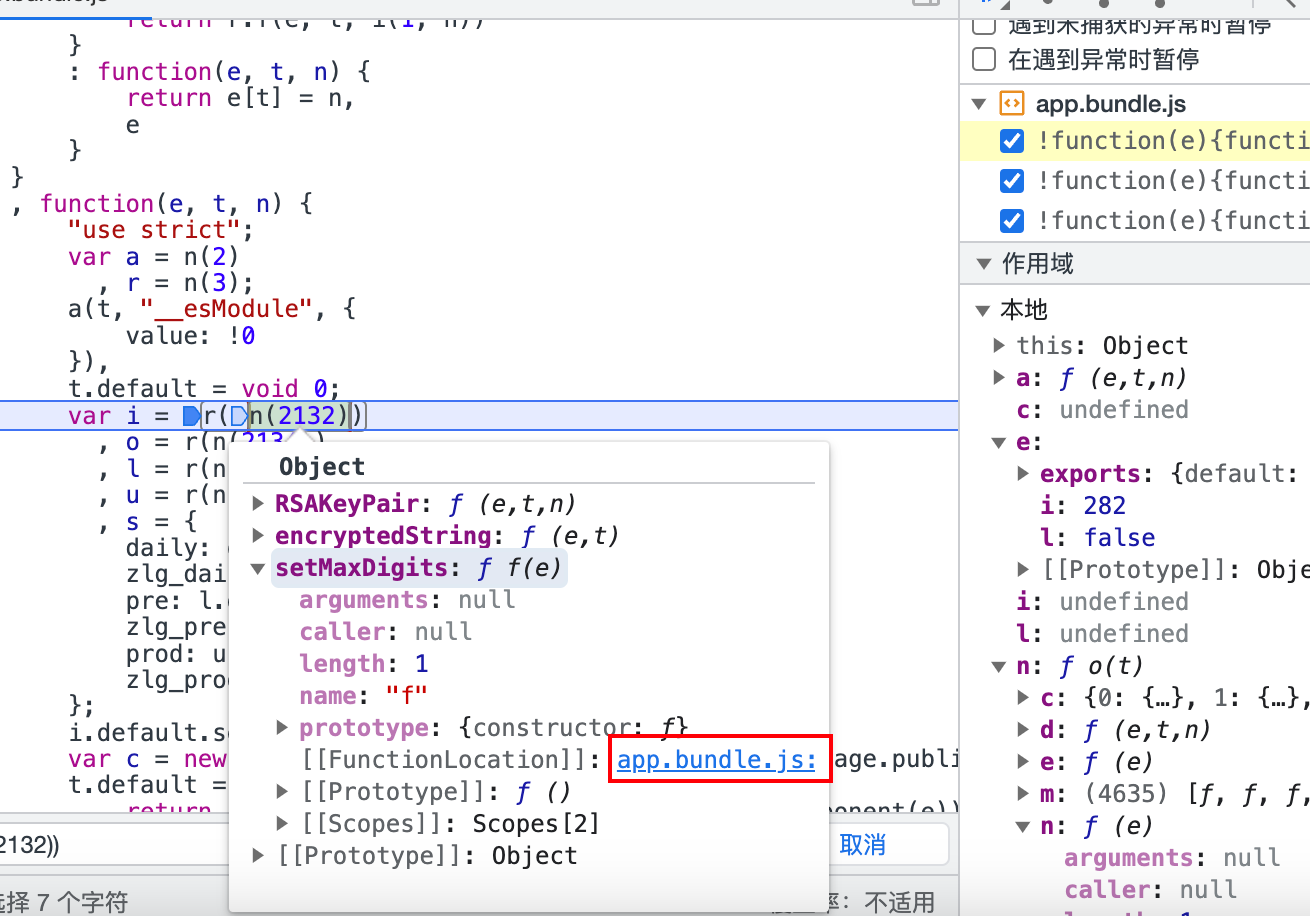 }
: function(e, t, n) {
return e[t] = n,
e
}
}
, function(e, t, n) {
"use strict";
var a = n(2)
, r = n(3);
a(t, "__esModule", {
value: !0
}),
t.default = void 0;
var i = r(n(2132))
, o = r(n(213
, l = r(n
, u = r(n
, s = {
daily:
zlg_dai
pre: l.
zlg_pre
prod: u
zlg_pro
};
i.default.s
var c = new
age.publi
t.default =
return
ponent(e))
Object
RSAKeyPair: ƒ (e,t,n)
encryptedString: ƒ (e,t)
setMaxDigits: ƒ f(e)
arguments: null
caller: null
length: 1
name: "f"
prototype: {constructor: ƒ}
[[FunctionLocation]]: app.bundle.js:
[[Prototype]]: ƒ ()
[[Scopes]]: Scopes[2]
[[Prototype]]: Object
2132))
取消
选择 7 个字符
率: 不适用
遇到未捕获的异常时暂停
在遇到异常时暂停
app.bundle.js
!function(e){functi
!function(e){functi
!function(e){functi
作用域
本地
this: Object
a: ƒ (e,t,n)
c: undefined
e:
exports: {default:
i: 282
l: false
[[Prototype]]: Obje
i: undefined
l: undefined
n: ƒ o(t)
c: {0: {…}, 1: {…},
d: ƒ (e,t,n)
e: ƒ (e)
m: (4635) [ƒ, ƒ, ƒ,
n: ƒ (e)
arguments: null
caller: null